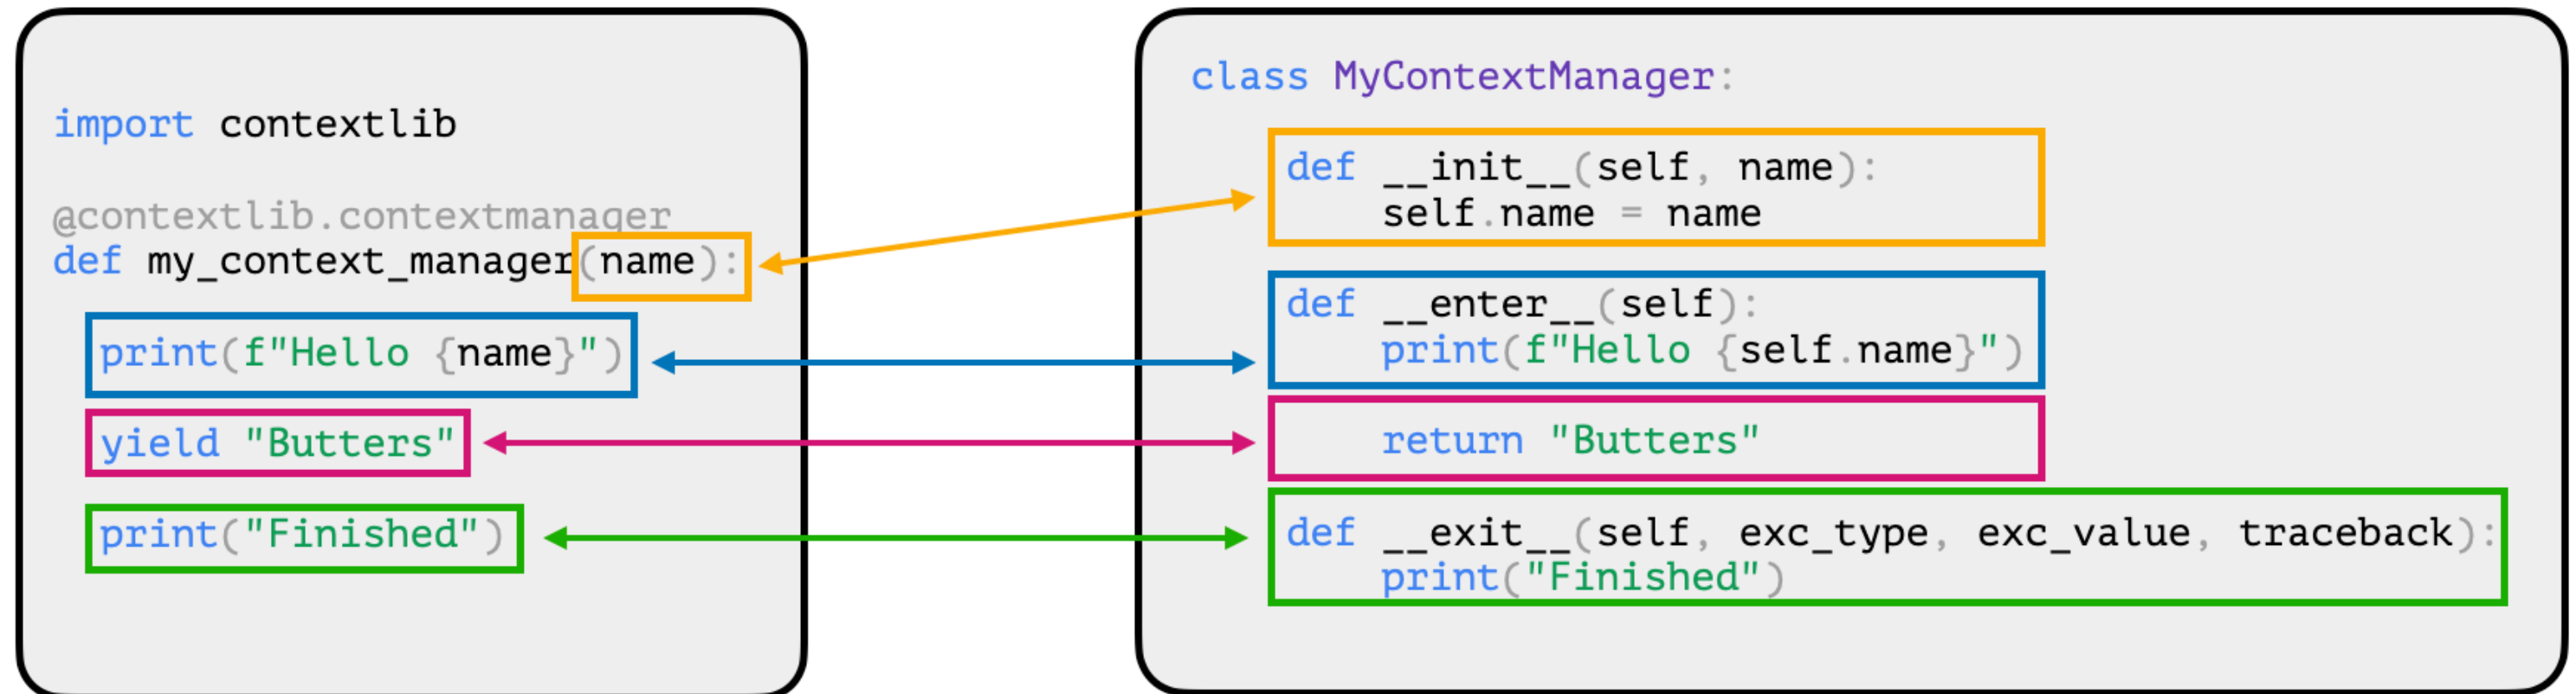 import contextlib
@contextlib.contextmanager
def my_context_manager(name):
print(f"Hello {name}")
yield "Butters"
print("Finished")
class MyContextManager:
def __init__(self, name):
self.name = name
def __enter__(self):
print(f"Hello {self.name}")
return "Butters"
def __exit__(self, exc_type, exc_value, traceback):
print("Finished")